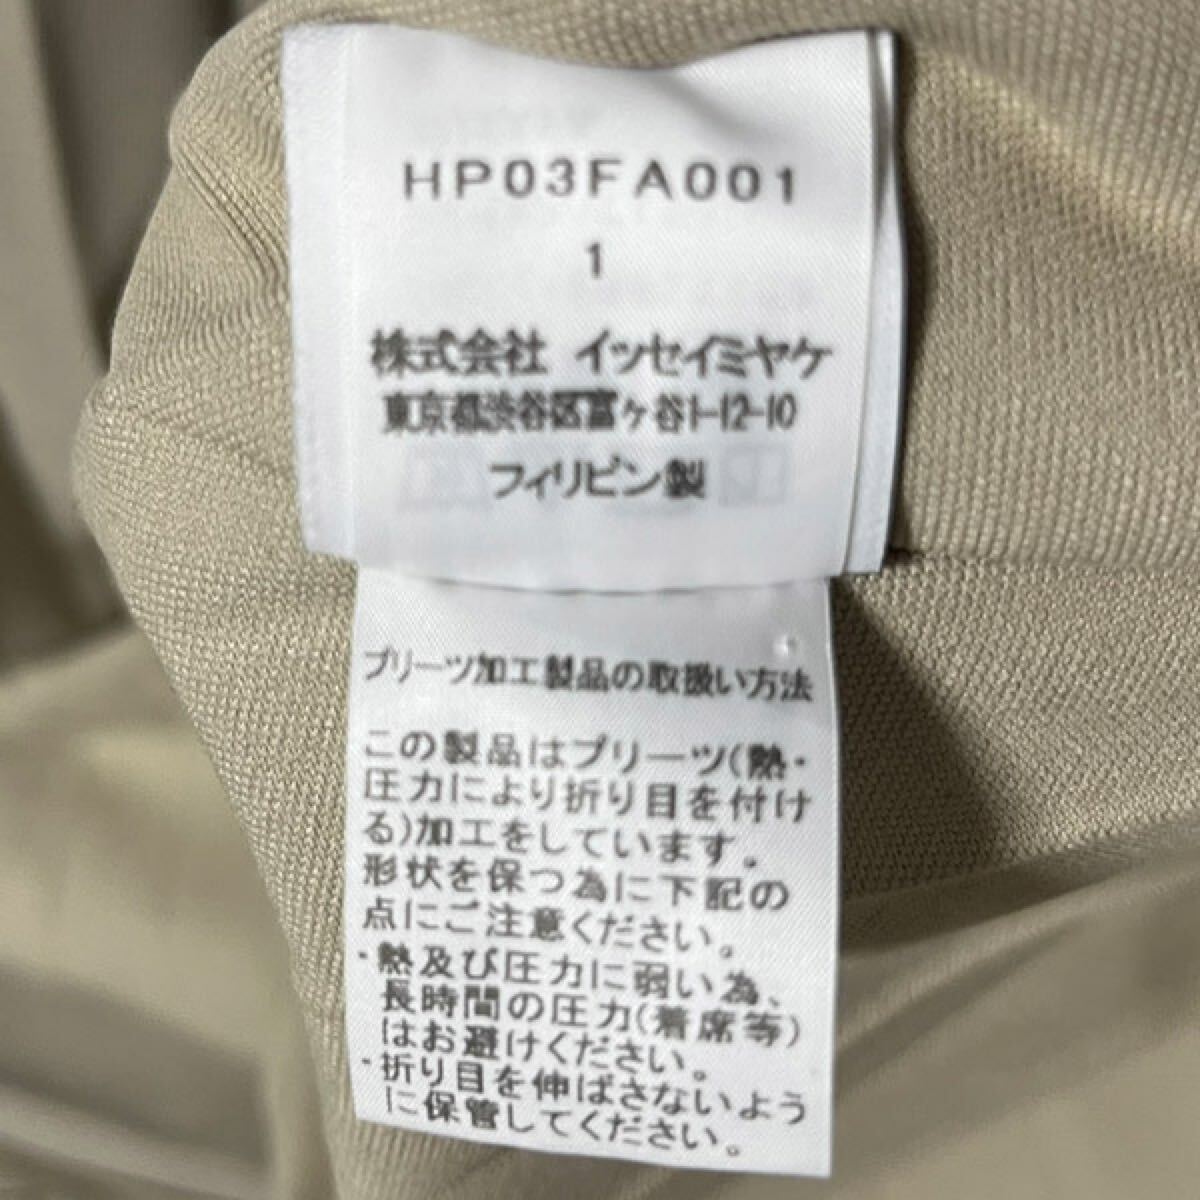 HP03FA001
1
株式会社 イッセイミヤケ
東京都渋谷区富ヶ谷1-12-10
フィリピン製
プリーツ加工製品の取扱い方法
この製品はプリーツ(熱・
圧力により折り目を付け
る)加工をしています。
形状を保つ為に下記の
点にご注意ください。
・熱及び圧力に弱い為、
長時間の圧力(着席等)
はお避けください。
・折り目を伸ばさないよう
に保管してください。